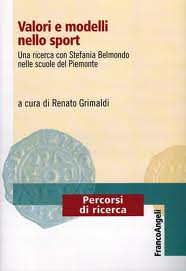 Valori e modelli
nello sport
Una ricerca con Stefania Belmondo
nelle scuole del Piemonte
a cura di Renato Grimaldi
Percorsi
di ricerca
FrancoAngeli